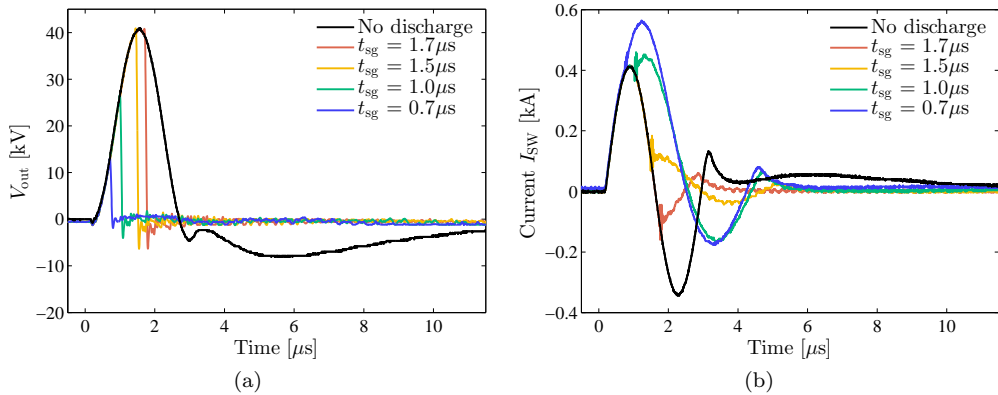 40
30
20
10
0
−10
−20
V_out [kV]
0 2 4 6 8 10
Time [μs]
No discharge
t_sg = 1.7μs
t_sg = 1.5μs
t_sg = 1.0μs
t_sg = 0.7μs
(a)
0.6
0.4
0.2
0
−0.2
−0.4
Current I_SW [kA]
0 2 4 6 8 10
Time [μs]
No discharge
t_sg = 1.7μs
t_sg = 1.5μs
t_sg = 1.0μs
t_sg = 0.7μs
(b)